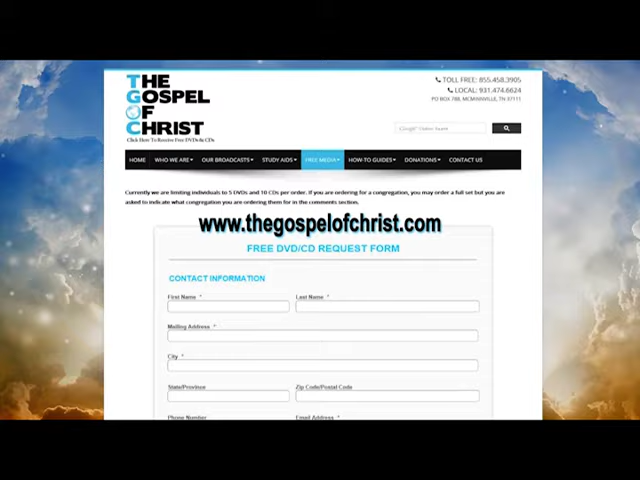 THE
GOSPEL
OF
CHRIST
Click Here To Receive Free DVDs & CDs
TOLL FREE: 855.458.3905
LOCAL: 931.474.6624
PO BOX 788, MCMINNVILLE, TN 37111
Google Custom Search
HOME WHO WE ARE OUR BROADCASTS STUDY AIDS FREE MEDIA HOW-TO GUIDES DONATIONS CONTACT US
Currently we are limiting individuals to 5 DVDs and 10 CDs per order. If you are ordering for a congregation, you may order a full set but you are
asked to indicate what congregation you are ordering them for in the comments section.
www.thegospelofchrist.com
FREE DVD/CD REQUEST FORM
CONTACT INFORMATION
First Name * Last Name *
Mailing Address *
City *
State/Province Zip Code/Postal Code
Phone Number Email Address *